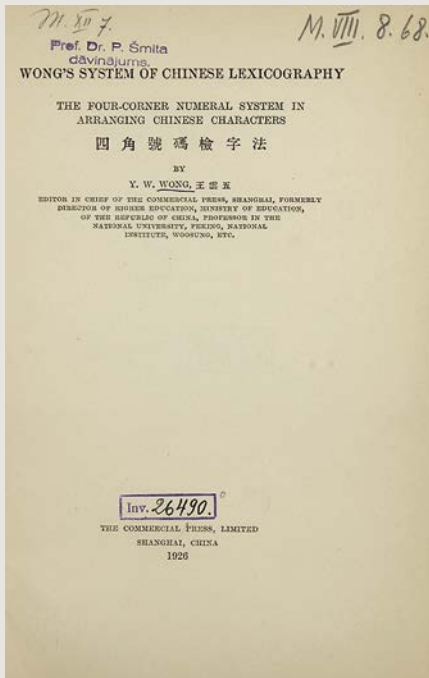 M. XII 7.
M. VIII. 8. 68.
Prof. Dr. P. Šmita
dāvinājums.
WONG'S SYSTEM OF CHINESE LEXICOGRAPHY
THE FOUR-CORNER NUMERAL SYSTEM IN
ARRANGING CHINESE CHARACTERS
四角號碼檢字法
BY
Y. W. WONG, 王雲五
EDITOR IN CHIEF OF THE COMMERCIAL PRESS, SHANGHAI, FORMERLY
DIRECTOR OF HIGHER EDUCATION, MINISTRY OF EDUCATION,
OF THE REPUBLIC OF CHINA, PROFESSOR IN THE
NATIONAL UNIVERSITY, PEKING, NATIONAL
INSTITUTE, WOOSUNG, ETC.
Inv. 26490.
THE COMMERCIAL PRESS, LIMITED
SHANGHAI, CHINA
1926